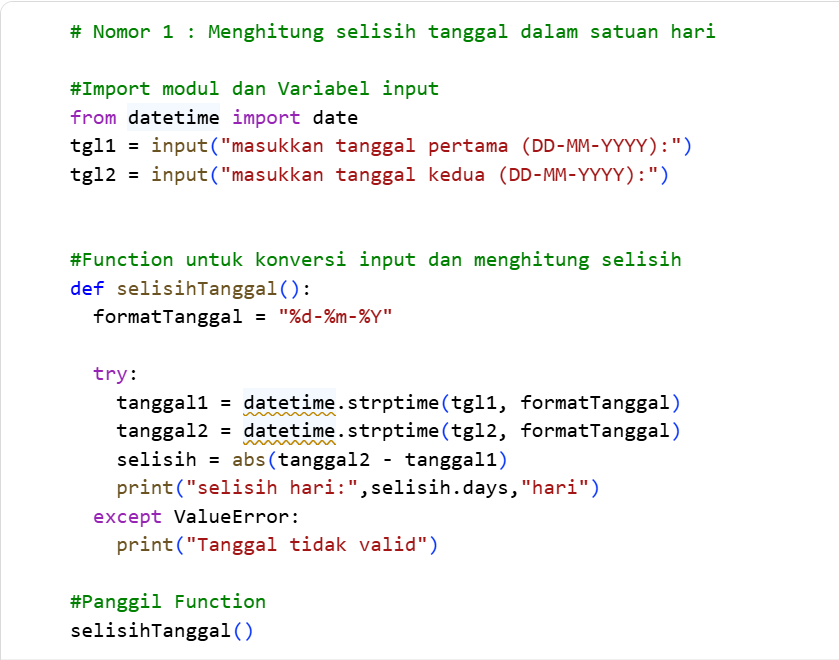 # Nomor 1 : Menghitung selisih tanggal dalam satuan hari
#Import modul dan Variabel input
from datetime import date
tgl1 = input("masukkan tanggal pertama (DD-MM-YYYY):")
tgl2 = input("masukkan tanggal kedua (DD-MM-YYYY):")
#Function untuk konversi input dan menghitung selisih
def selisihTanggal():
  formatTanggal = "%d-%m-%Y"
  try:
    tanggal1 = datetime.strptime(tgl1, formatTanggal)
    tanggal2 = datetime.strptime(tgl2, formatTanggal)
    selisih = abs(tanggal2 - tanggal1)
    print("selisih hari:",selisih.days,"hari")
  except ValueError:
    print("Tanggal tidak valid")
#Panggil Function
selisihTanggal()